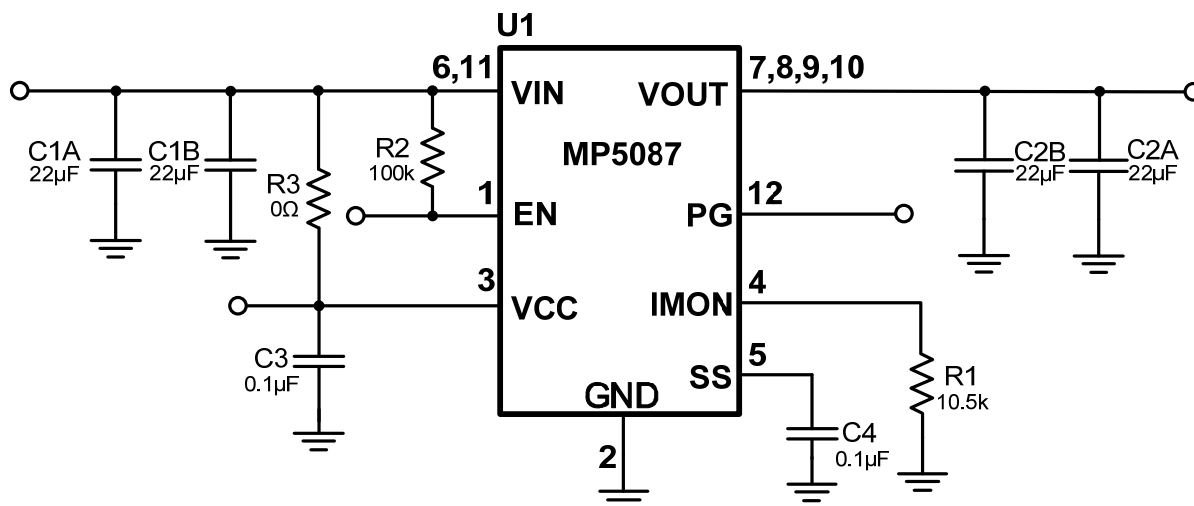 U1
6,11
7,8,9,10
VIN
VOUT
C1A
22µF
C1B
22µF
R2
100k
MP5087
C2B
22µF
C2A
22µF
R3
0Ω
1
EN
12
PG
3
VCC
4
IMON
C3
0.1µF
5
SS
R1
10.5k
GND
2
C4
0.1µF